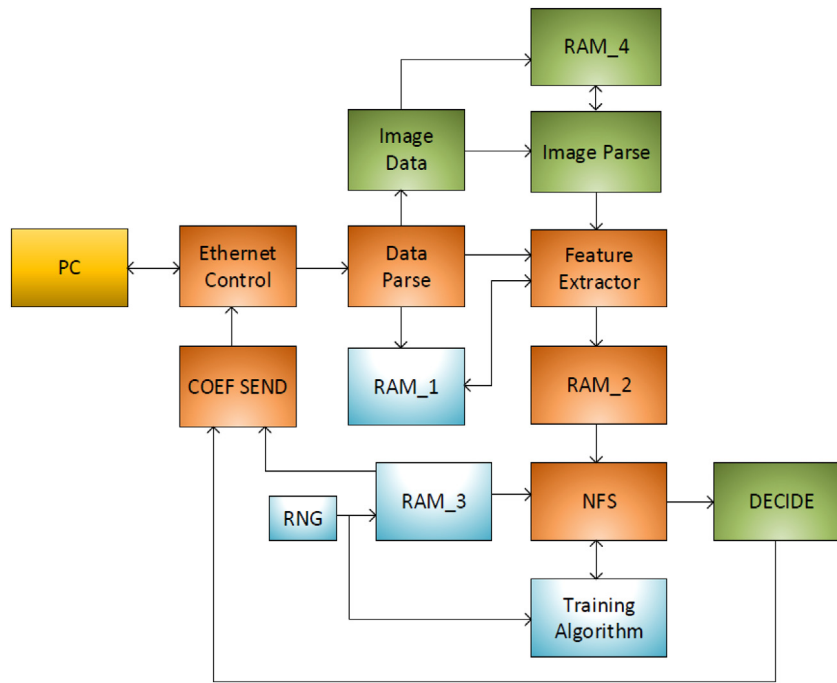 RAM_4
Image
Data
Image Parse
PC
Ethernet
Control
Data
Parse
Feature
Extractor
COEF SEND
RAM_1
RAM_2
RNG
RAM_3
NFS
DECIDE
Training
Algorithm